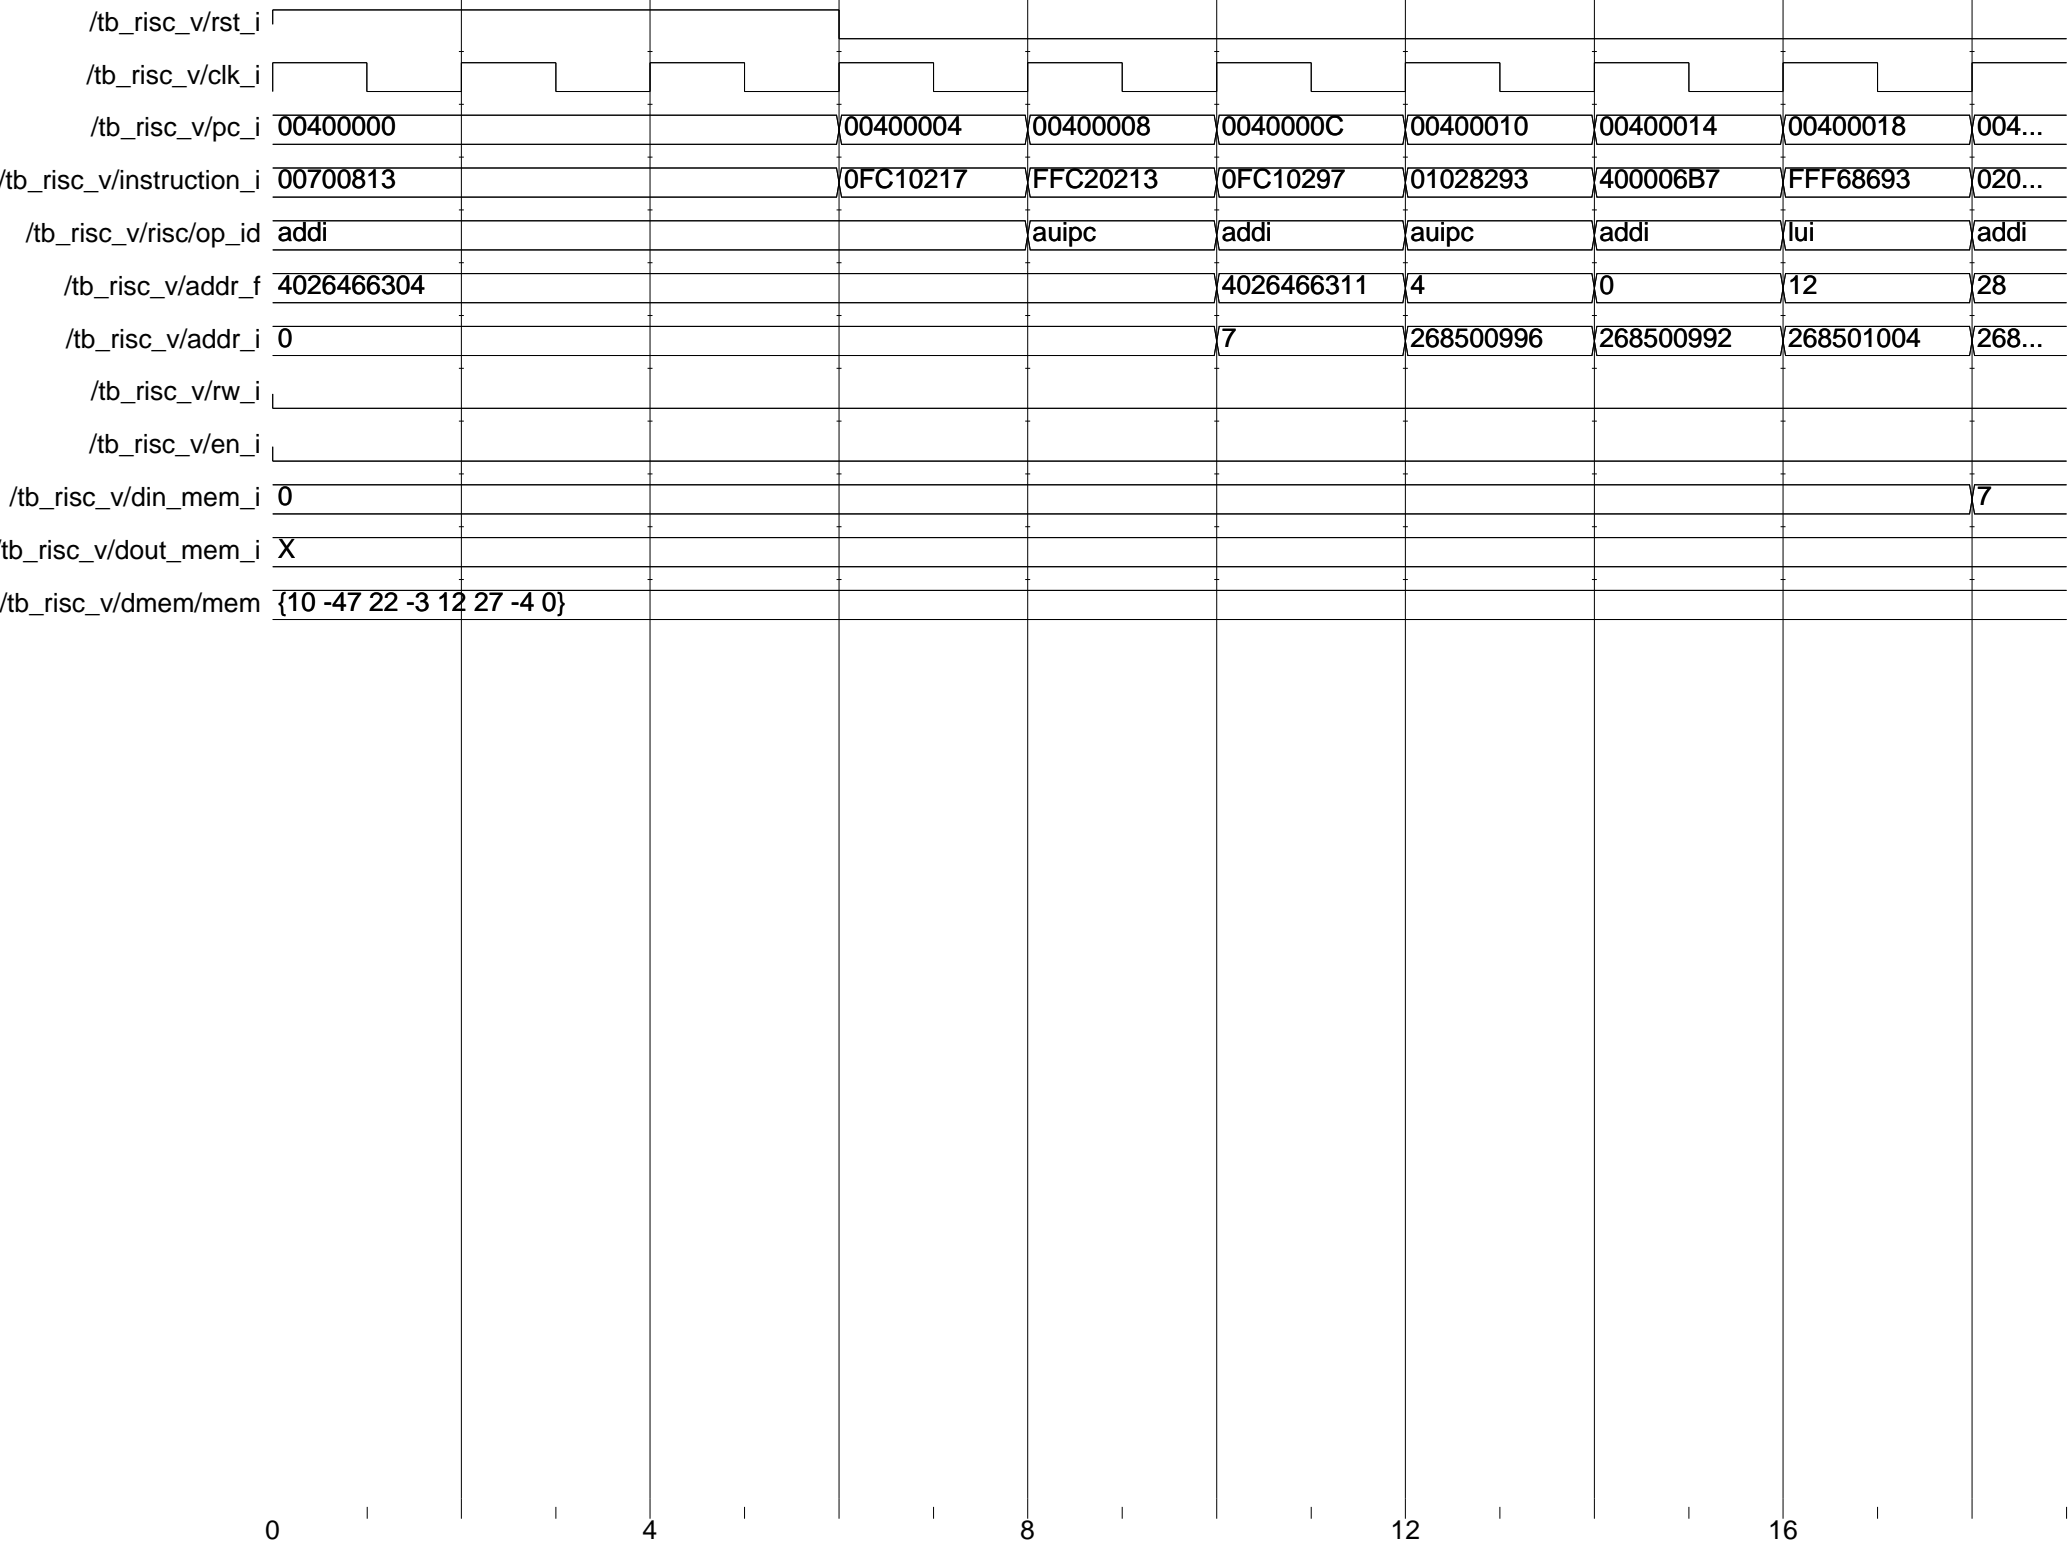 /tb_risc_v/rst_i
/tb_risc_v/clk_i
/tb_risc_v/pc_i 00400000 00400004 00400008 0040000C 00400010 00400014 00400018 004...
/tb_risc_v/instruction_i 00700813 0FC10217 FFC20213 0FC10297 01028293 400006B7 FFF68693 020...
/tb_risc_v/risc/op_id addi auipc addi auipc addi lui addi
/tb_risc_v/addr_f 4026466304 4026466311 4 0 12 28
/tb_risc_v/addr_i 0 7 268500996 268500992 268501004 268...
/tb_risc_v/rw_i
/tb_risc_v/en_i
/tb_risc_v/din_mem_i 0 7
/tb_risc_v/dout_mem_i X
/tb_risc_v/dmem/mem {10 -47 22 -3 12 27 -4 0}
0 4 8 12 16